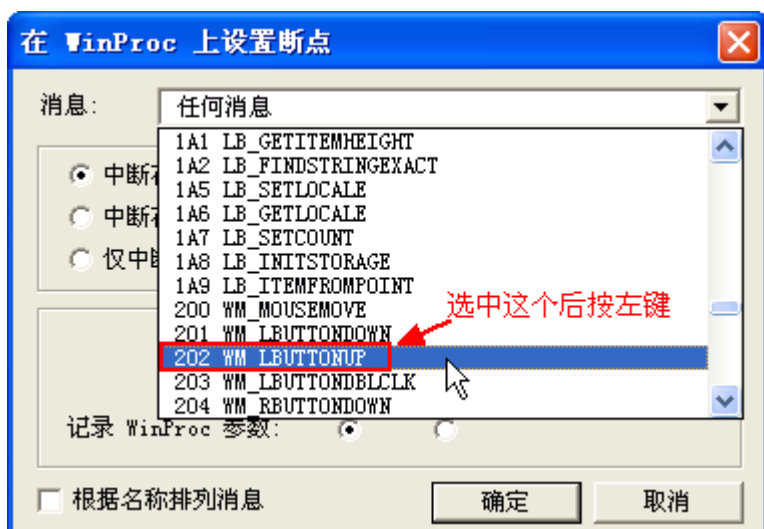 在 WinProc 上设置断点
消息:
任何消息
1A1 LB_GETITEMHEIGHT
1A2 LB_FINDSTRINGEXACT
中断
1A5 LB_SETLOCALE
1A6 LB_GETLOCALE
中断
1A7 LB_SETCOUNT
1A8 LB_INITSTORAGE
仅中
1A9 LB_ITEMFROMPOINT
200 WM_MOUSEMOVE
选中这个后按左键
201 WM_LBUTTONDOWN
202 WM_LBUTTONUP
203 WM_LBUTTONDBLCLK
204 WM_RBUTTONDOWN
记录 WinProc 参数:
根据名称排列消息
确定
取消